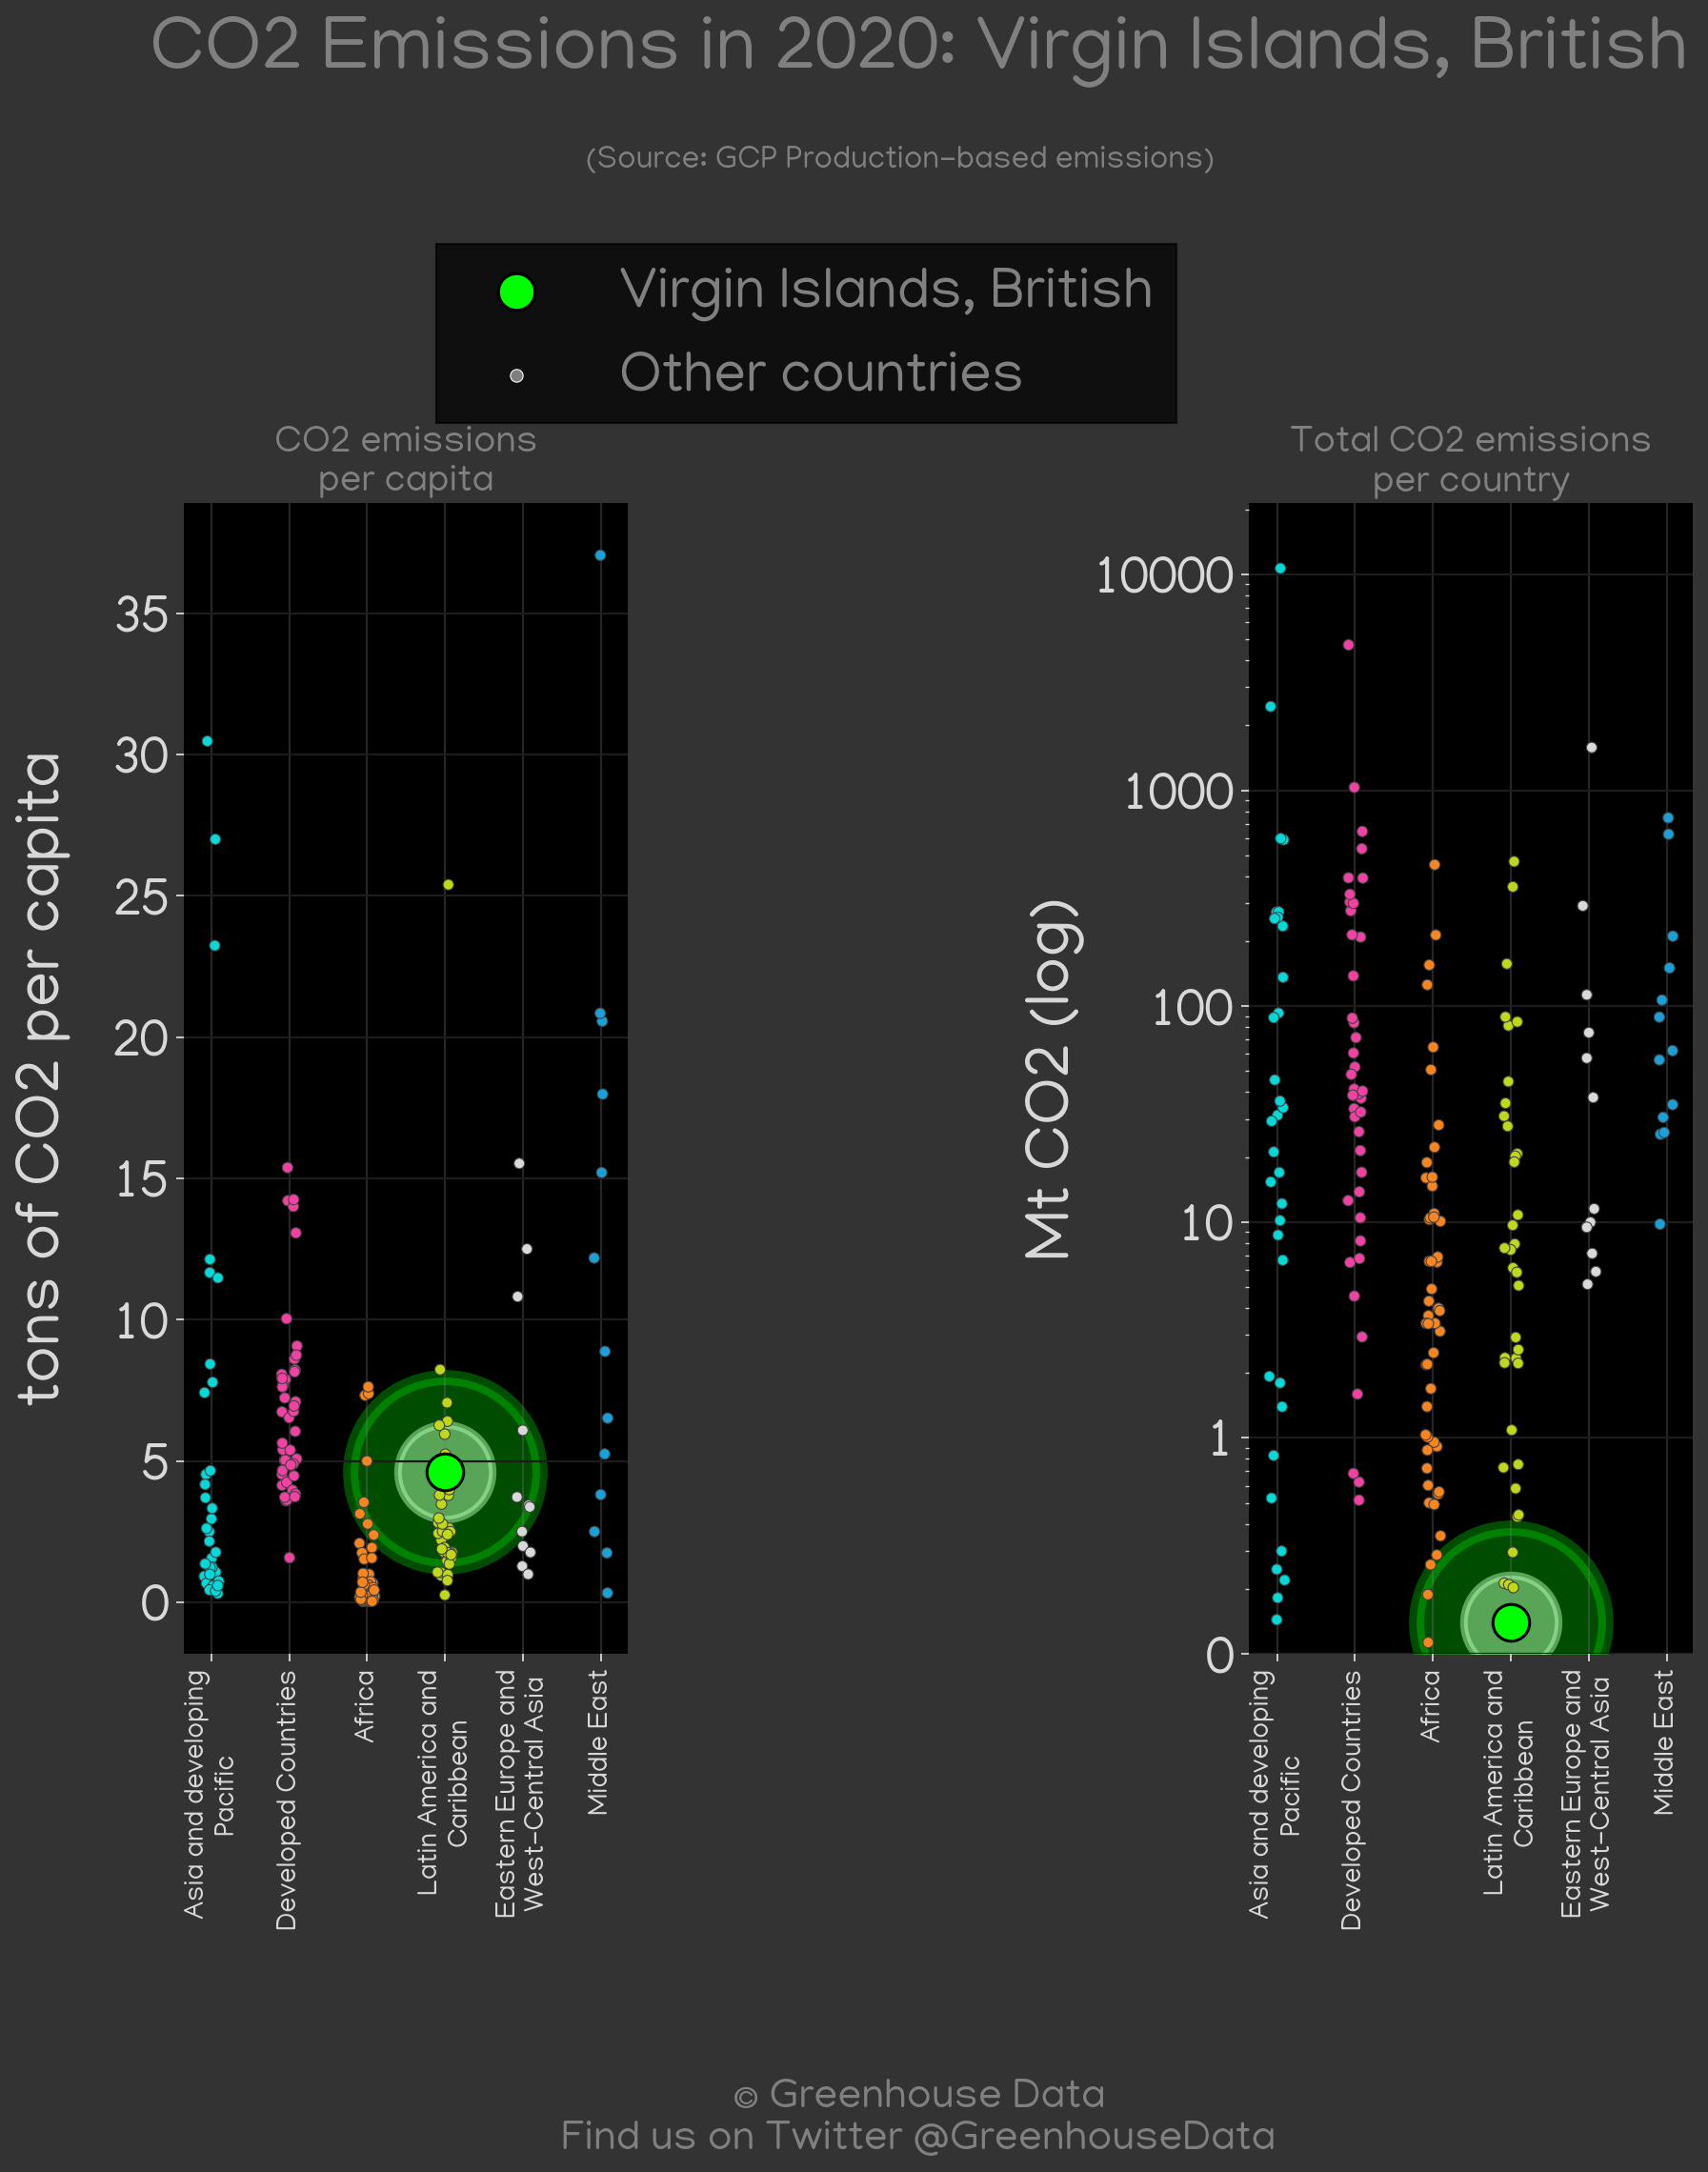 CO2 Emissions in 2020: Virgin Islands, British
(Source: GCP Production-based emissions)
Virgin Islands, British
Other countries
CO2 emissions
per capita
tons of CO2 per capita
35
30
25
20
15
10
5
0
Asia and developing
Pacific
Developed Countries
Africa
Latin America and
Caribbean
Eastern Europe and
West-Central Asia
Middle East
Total CO2 emissions
per country
Mt CO2 (log)
10000
1000
100
10
1
0
Asia and developing
Pacific
Developed Countries
Africa
Latin America and
Caribbean
Eastern Europe and
West-Central Asia
Middle East
© Greenhouse Data
Find us on Twitter @GreenhouseData